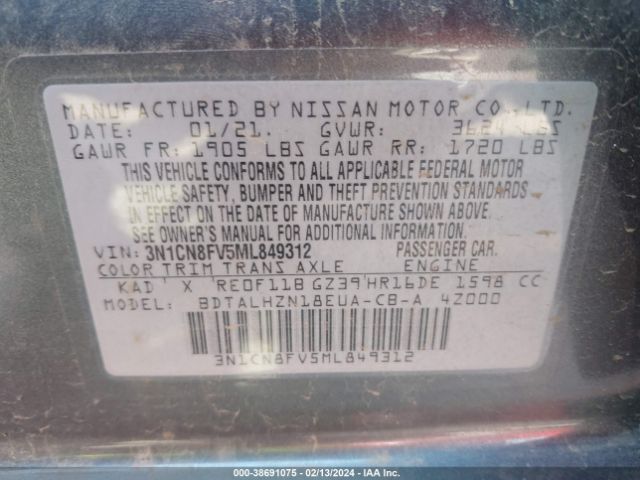 MANUFACTURED BY NISSAN MOTOR CO., LTD.
DATE: 01/21. GVWR: 3624 LBS
GAWR FR: 1905 LBS GAWR RR: 1720 LBS
THIS VEHICLE CONFORMS TO ALL APPLICABLE FEDERAL MOTOR
VEHICLE SAFETY, BUMPER AND THEFT PREVENTION STANDARDS
IN EFFECT ON THE DATE OF MANUFACTURE SHOWN ABOVE.
SEE OWNER'S MANUAL FOR ADDITIONAL INFORMATION.
VIN: 3N1CN8FV5ML849312 PASSENGER CAR.
COLOR TRIM TRANS AXLE ENGINE
KAD X RE0F11B GZ39 HR16DE 1598 CC
MODEL: BDTALHZN18EUA-CB-A 4Z000
3N1CN8FV5ML849312
000-38691075 - 02/13/2024 - IAA Inc.